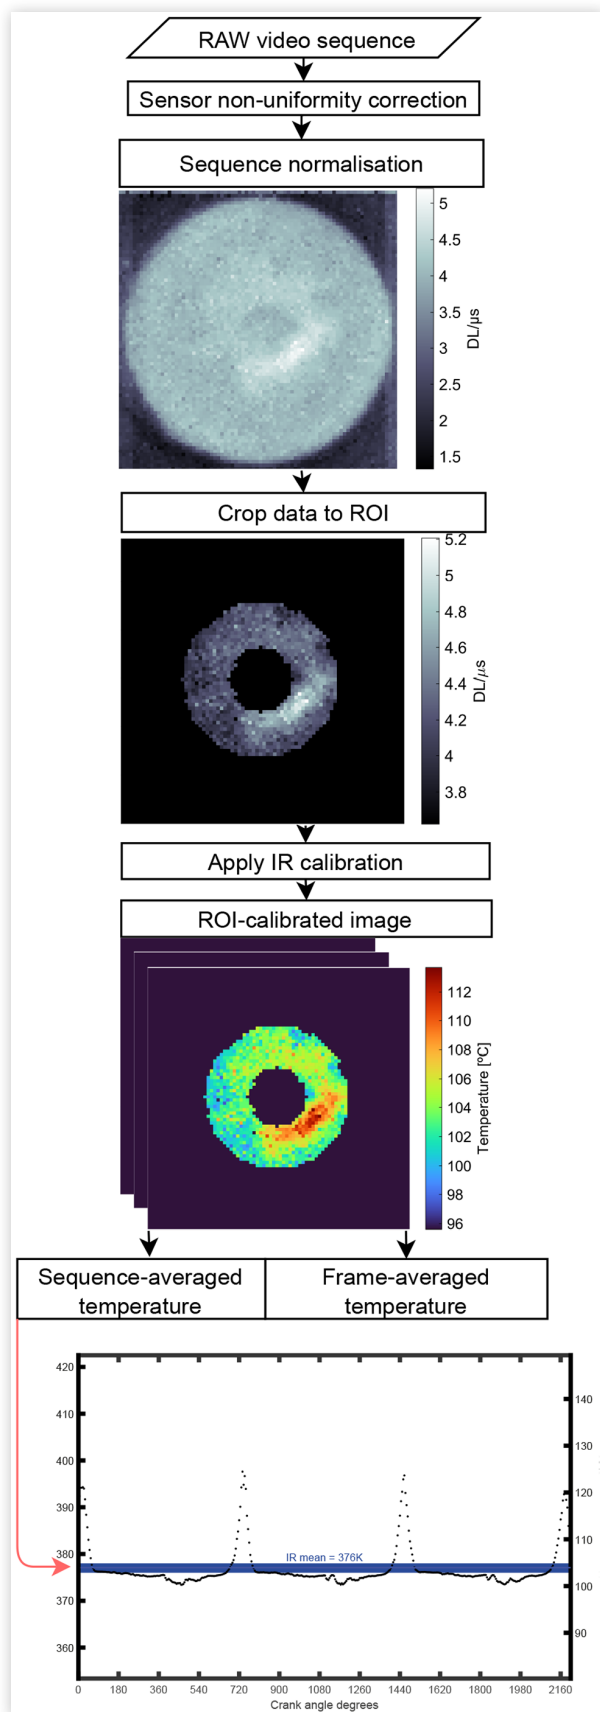 RAW video sequence
Sensor non-uniformity correction
Sequence normalisation
5
4.5
4
3.5
3
2.5
2
1.5
DL/µs
Crop data to ROI
5.2
5
4.8
4.6
4.4
4.2
4
3.8
DL/µs
Apply IR calibration
ROI-calibrated image
112
110
108
106
104
102
100
98
96
Temperature [ºC]
Sequence-averaged
temperature
Frame-averaged
temperature
420
410
400
390
380
370
360
140
130
120
110
100
90
IR mean = 376K
0 180 360 540 720 900 1080 1260 1440 1620 1800 1980 2160
Crank angle degrees